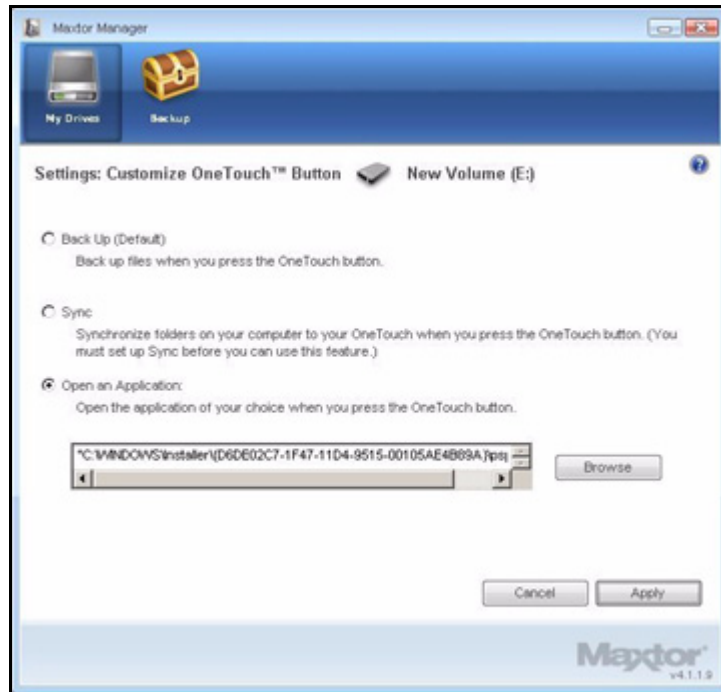 Maxtor Manager
My Drives
Backup
Settings: Customize OneTouch™ Button New Volume (E:)
Back Up (Default)
Back up files when you press the OneTouch button.
Sync
Synchronize folders on your computer to your OneTouch when you press the OneTouch button. (You
must set up Sync before you can use this feature.)
Open an Application:
Open the application of your choice when you press the OneTouch button.
"C:\WINDOWS\Installer\{D6DE02C7-1F47-11D4-9515-00105AE4B89A}\psp
Browse
Cancel
Apply
Maxtor
v4.1.1.9